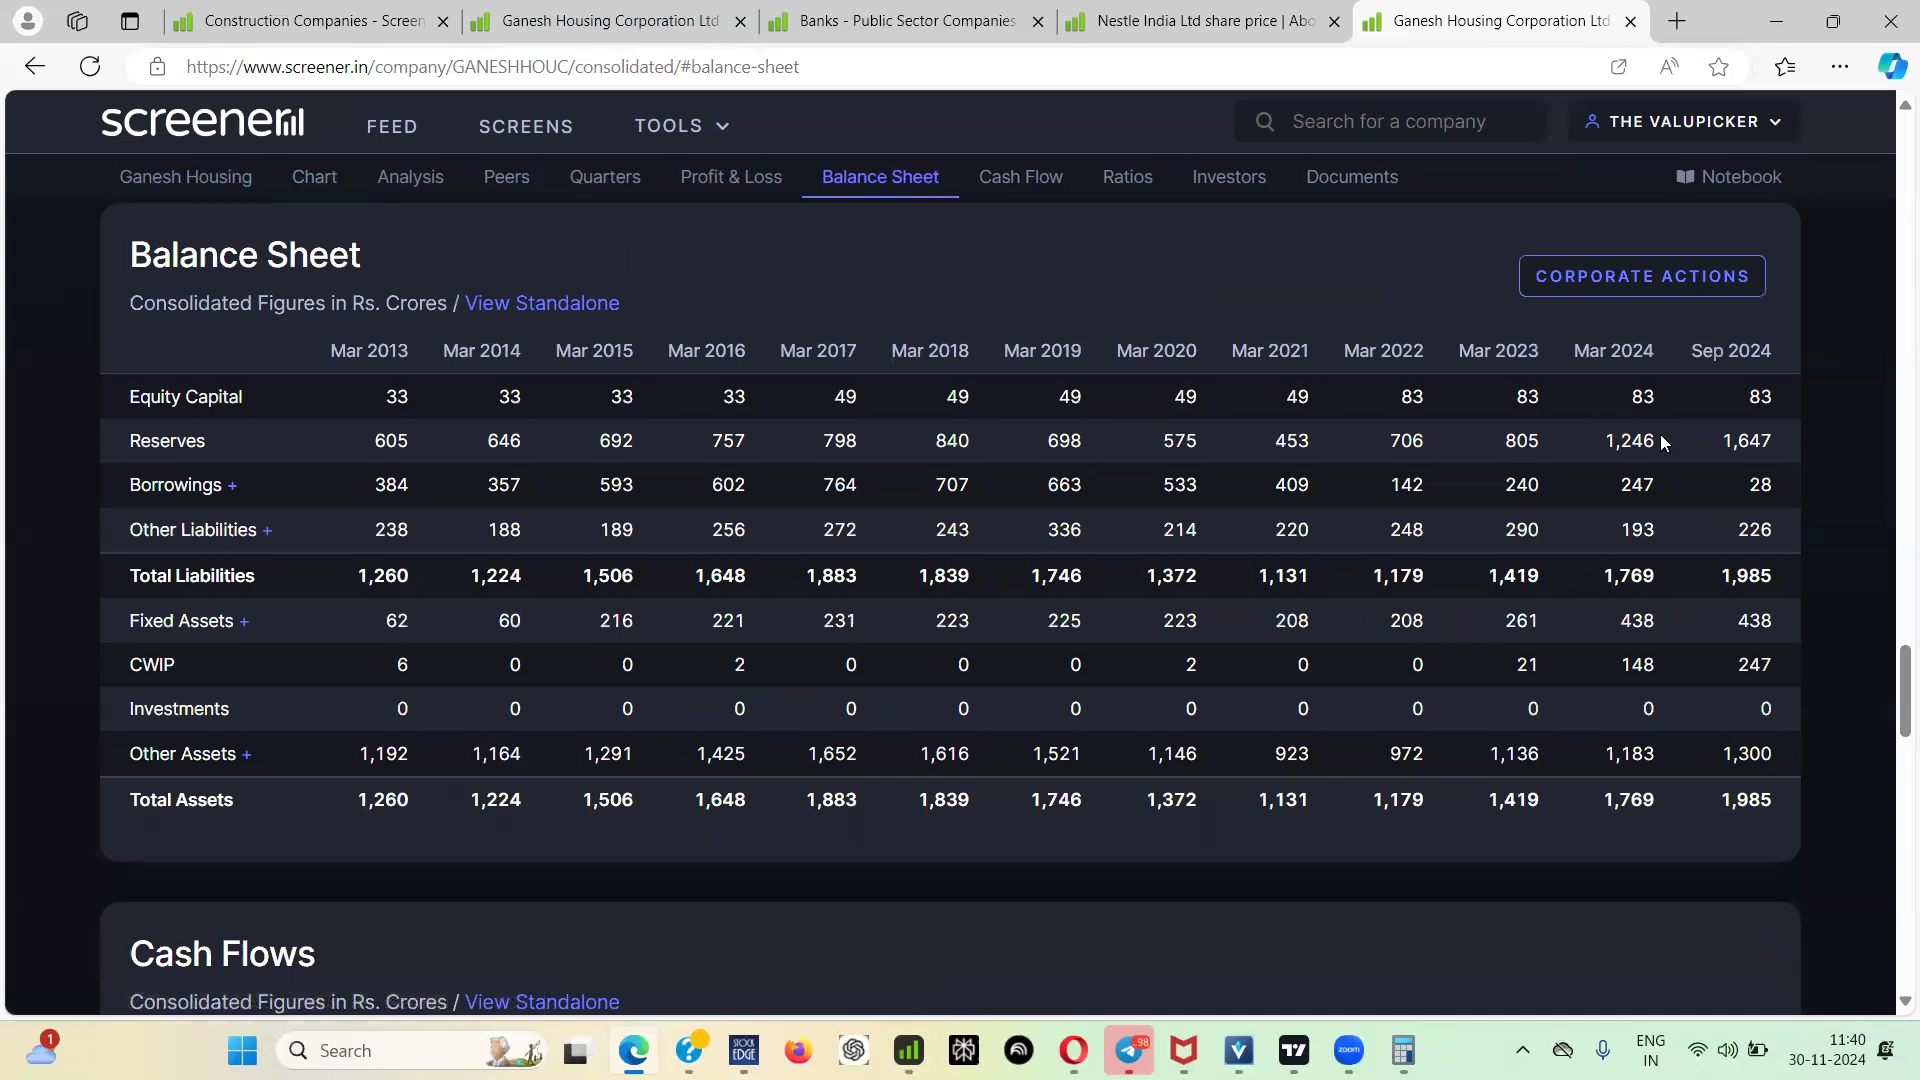 Construction Companies - Screen
Ganesh Housing Corporation Ltd
Banks - Public Sector Companies
Nestle India Ltd share price | Abo
Ganesh Housing Corporation Ltd
https://www.screener.in/company/GANESHHOUC/consolidated/#balance-sheet
screener
FEED SCREENS TOOLS
Search for a company
THE VALUPICKER
Ganesh Housing Chart Analysis Peers Quarters Profit & Loss Balance Sheet Cash Flow Ratios Investors Documents Notebook
Balance Sheet
CORPORATE ACTIONS
Consolidated Figures in Rs. Crores / View Standalone
Mar 2013 Mar 2014 Mar 2015 Mar 2016 Mar 2017 Mar 2018 Mar 2019 Mar 2020 Mar 2021 Mar 2022 Mar 2023 Mar 2024 Sep 2024
Equity Capital 33 33 33 33 49 49 49 49 49 83 83 83 83
Reserves 605 646 692 757 798 840 698 575 453 706 805 1,246 1,647
Borrowings + 384 357 593 602 764 707 663 533 409 142 240 247 28
Other Liabilities + 238 188 189 256 272 243 336 214 220 248 290 193 226
Total Liabilities 1,260 1,224 1,506 1,648 1,883 1,839 1,746 1,372 1,131 1,179 1,419 1,769 1,985
Fixed Assets + 62 60 216 221 231 223 225 223 208 208 261 438 438
CWIP 6 0 0 2 0 0 0 2 0 0 21 148 247
Investments 0 0 0 0 0 0 0 0 0 0 0 0 0
Other Assets + 1,192 1,164 1,291 1,425 1,652 1,616 1,521 1,146 923 972 1,136 1,183 1,300
Total Assets 1,260 1,224 1,506 1,648 1,883 1,839 1,746 1,372 1,131 1,179 1,419 1,769 1,985
Cash Flows
Consolidated Figures in Rs. Crores / View Standalone
1
Search
STOCK
EDGE
98
zoom
ENG
IN
11:40
30-11-2024